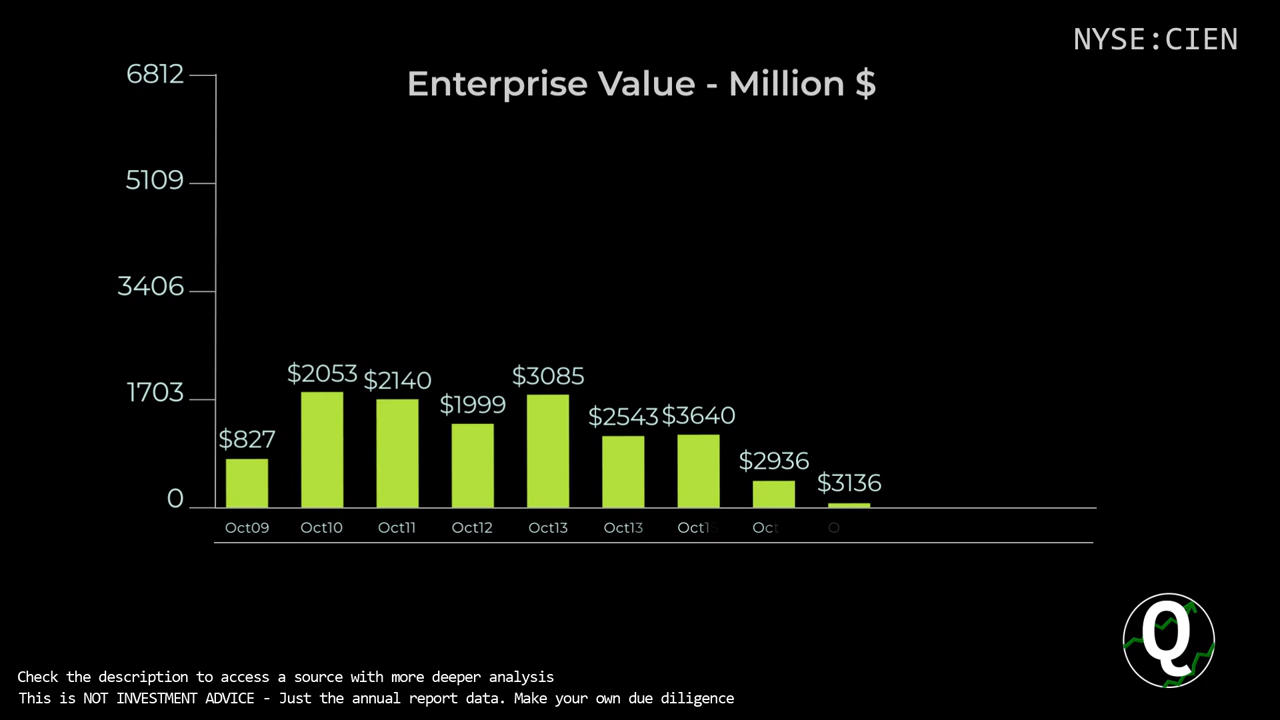 NYSE:CIEN
Enterprise Value - Million $
6812
5109
3406
1703
0
$827 $2053 $2140 $1999 $3085 $2543 $3640 $2936 $3136
Oct09 Oct10 Oct11 Oct12 Oct13 Oct13 Oct1 Oct O
Q
Check the description to access a source with more deeper analysis
This is NOT INVESTMENT ADVICE - Just the annual report data. Make your own due diligence